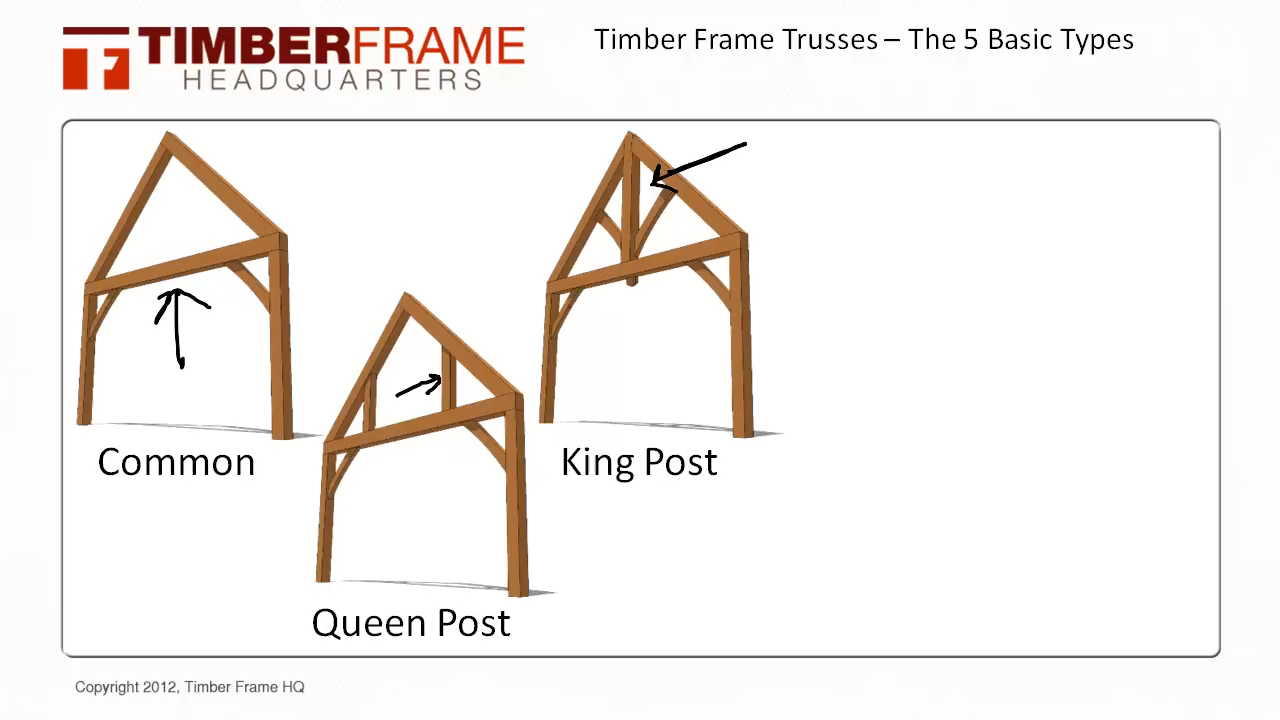 TIMBERFRAME
HEADQUARTERS
Timber Frame Trusses – The 5 Basic Types
Common
King Post
Queen Post
Copyright 2012, Timber Frame HQ